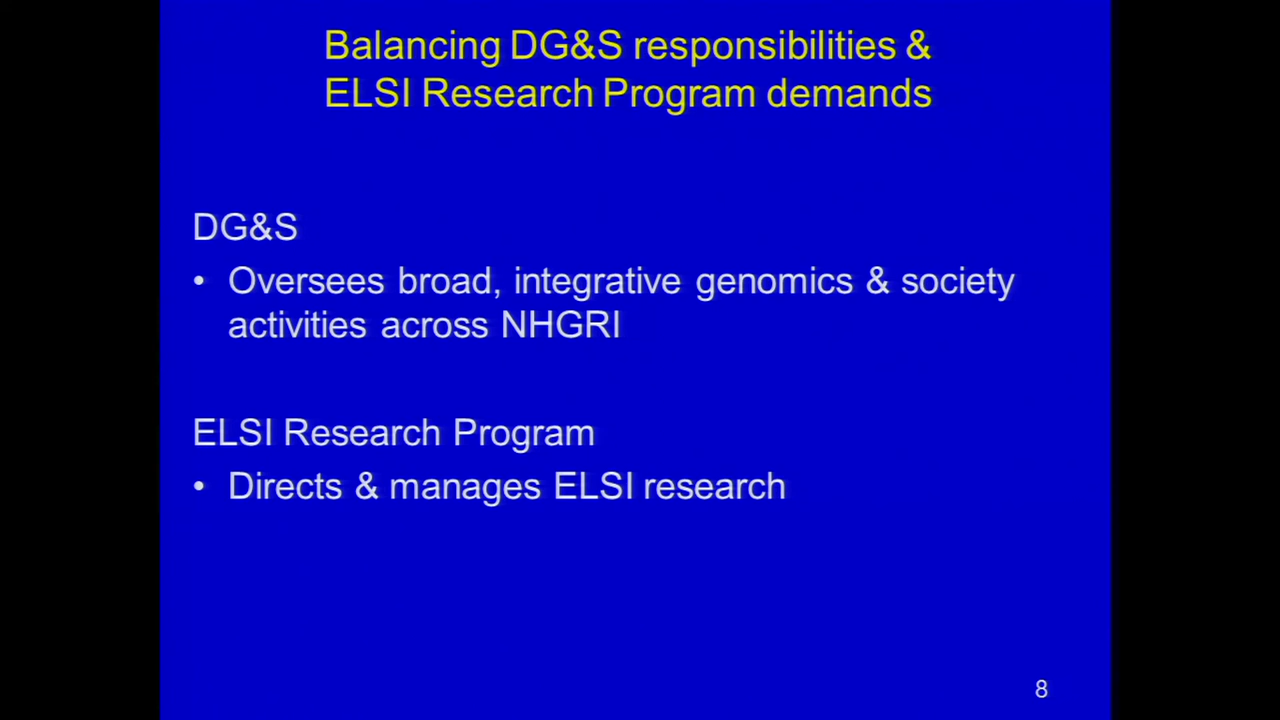 Balancing DG&S responsibilities &
ELSI Research Program demands
DG&S
• Oversees broad, integrative genomics & society
activities across NHGRI
ELSI Research Program
• Directs & manages ELSI research
8